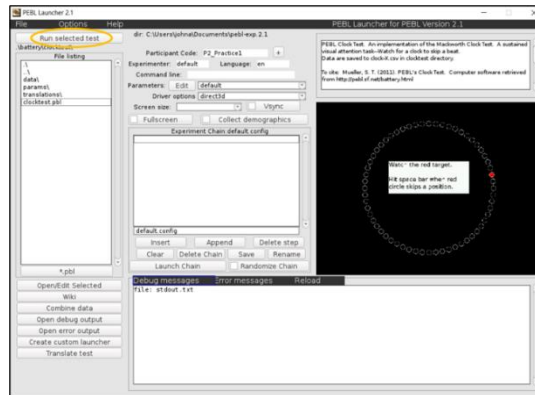 PEBL Launcher 2.1
File Options Help
PEBL Launcher for PEBL Version 2.1
Run selected test
\battery\clocktest\
File listing
.\
..\
data\
params\
translations\
clocktest.pbl
*.pbl
Open/Edit Selected
Wiki
Combine data
Open debug output
Open error output
Create custom launcher
Translate test
dir: C:\Users\johna\Documents\pebl-exp.2.1
Participant Code: P2_Practice1 +
Experimenter: default Language: en
Command line:
Parameters: Edit default
Driver options direct3d
Screen size: Vsync
Fullscreen Collect demographics
Experiment Chain default.config
default.config
Insert Append Delete step
Clear Delete Chain Save Rename
Launch Chain Randomize Chain
PEBL Clock Test. An implementation of the Mackworth Clock Test. A sustained
visual attention task--Watch for a clock to skip a beat.
Data are saved to clock-X.csv in clocktest directory.
To cite: Mueller, S. T. (2011). PEBL's Clock Test. Computer software retrieved
from http://pebl.sf.net/battery.html
Watch the red target.
Hit space bar when red
circle skips a position.
Debug messages Error messages Reload
file: stdout.txt